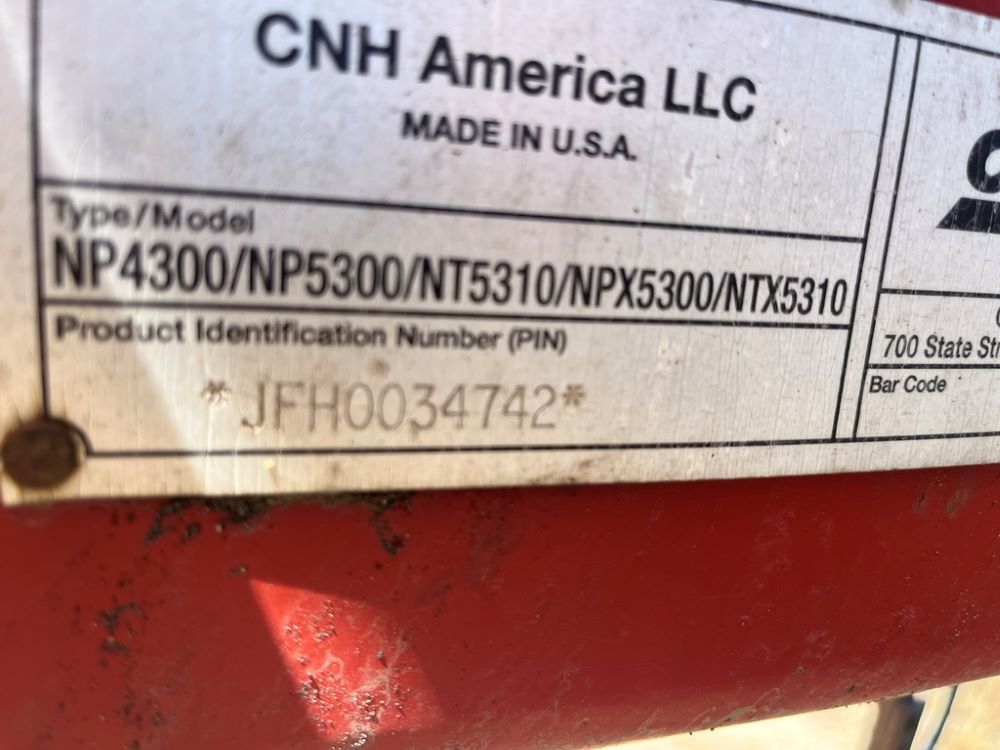 CNH America LLC
MADE IN U.S.A.
Type/Model
NP4300/NP5300/NT5310/NPX5300/NTX5310
Product Identification Number (PIN)
*JFH0034742*
700 State
Bar Code